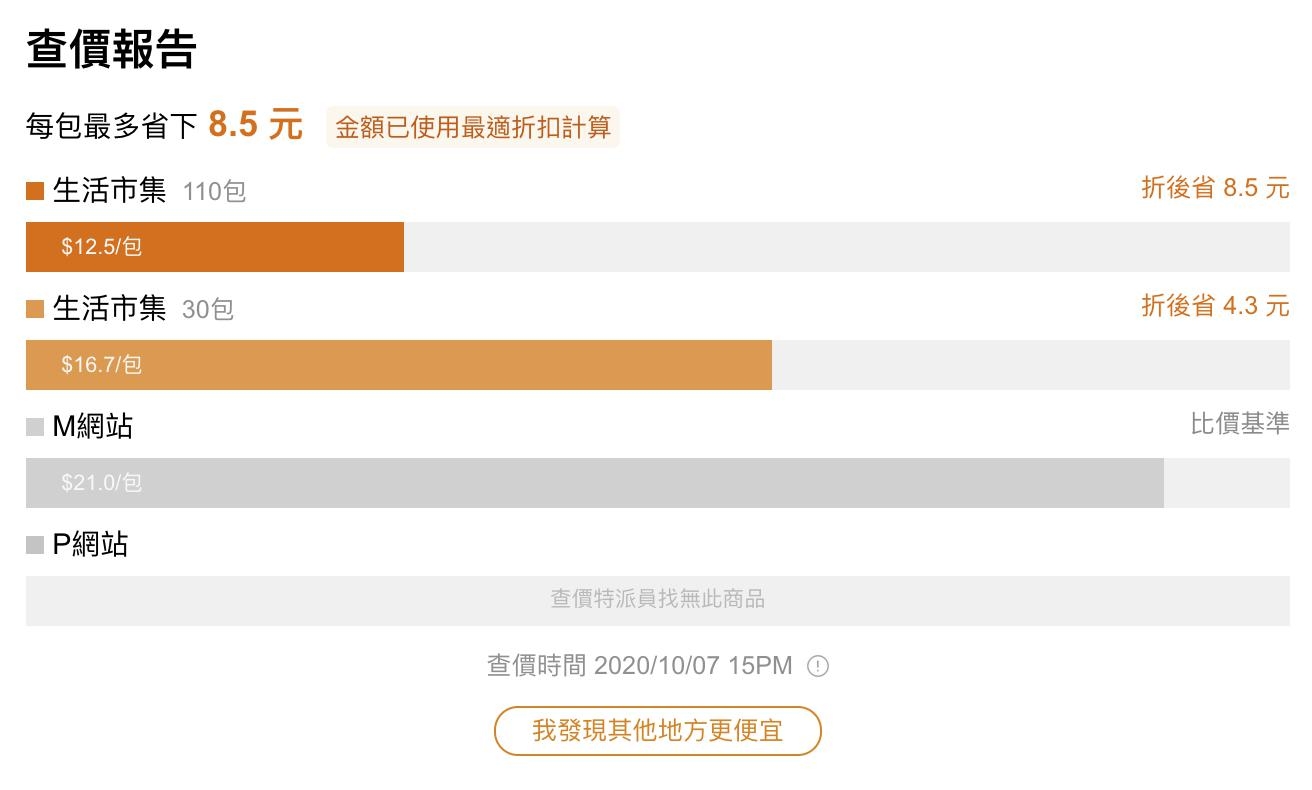 查價報告
每包最多省下 8.5 元 金額已使用最適折扣計算
生活市集 110包 折後省 8.5 元
$12.5/包
生活市集 30包 折後省 4.3 元
$16.7/包
M網站 比價基準
$21.0/包
P網站
查價特派員找無此商品
查價時間 2020/10/07 15PM
我發現其他地方更便宜